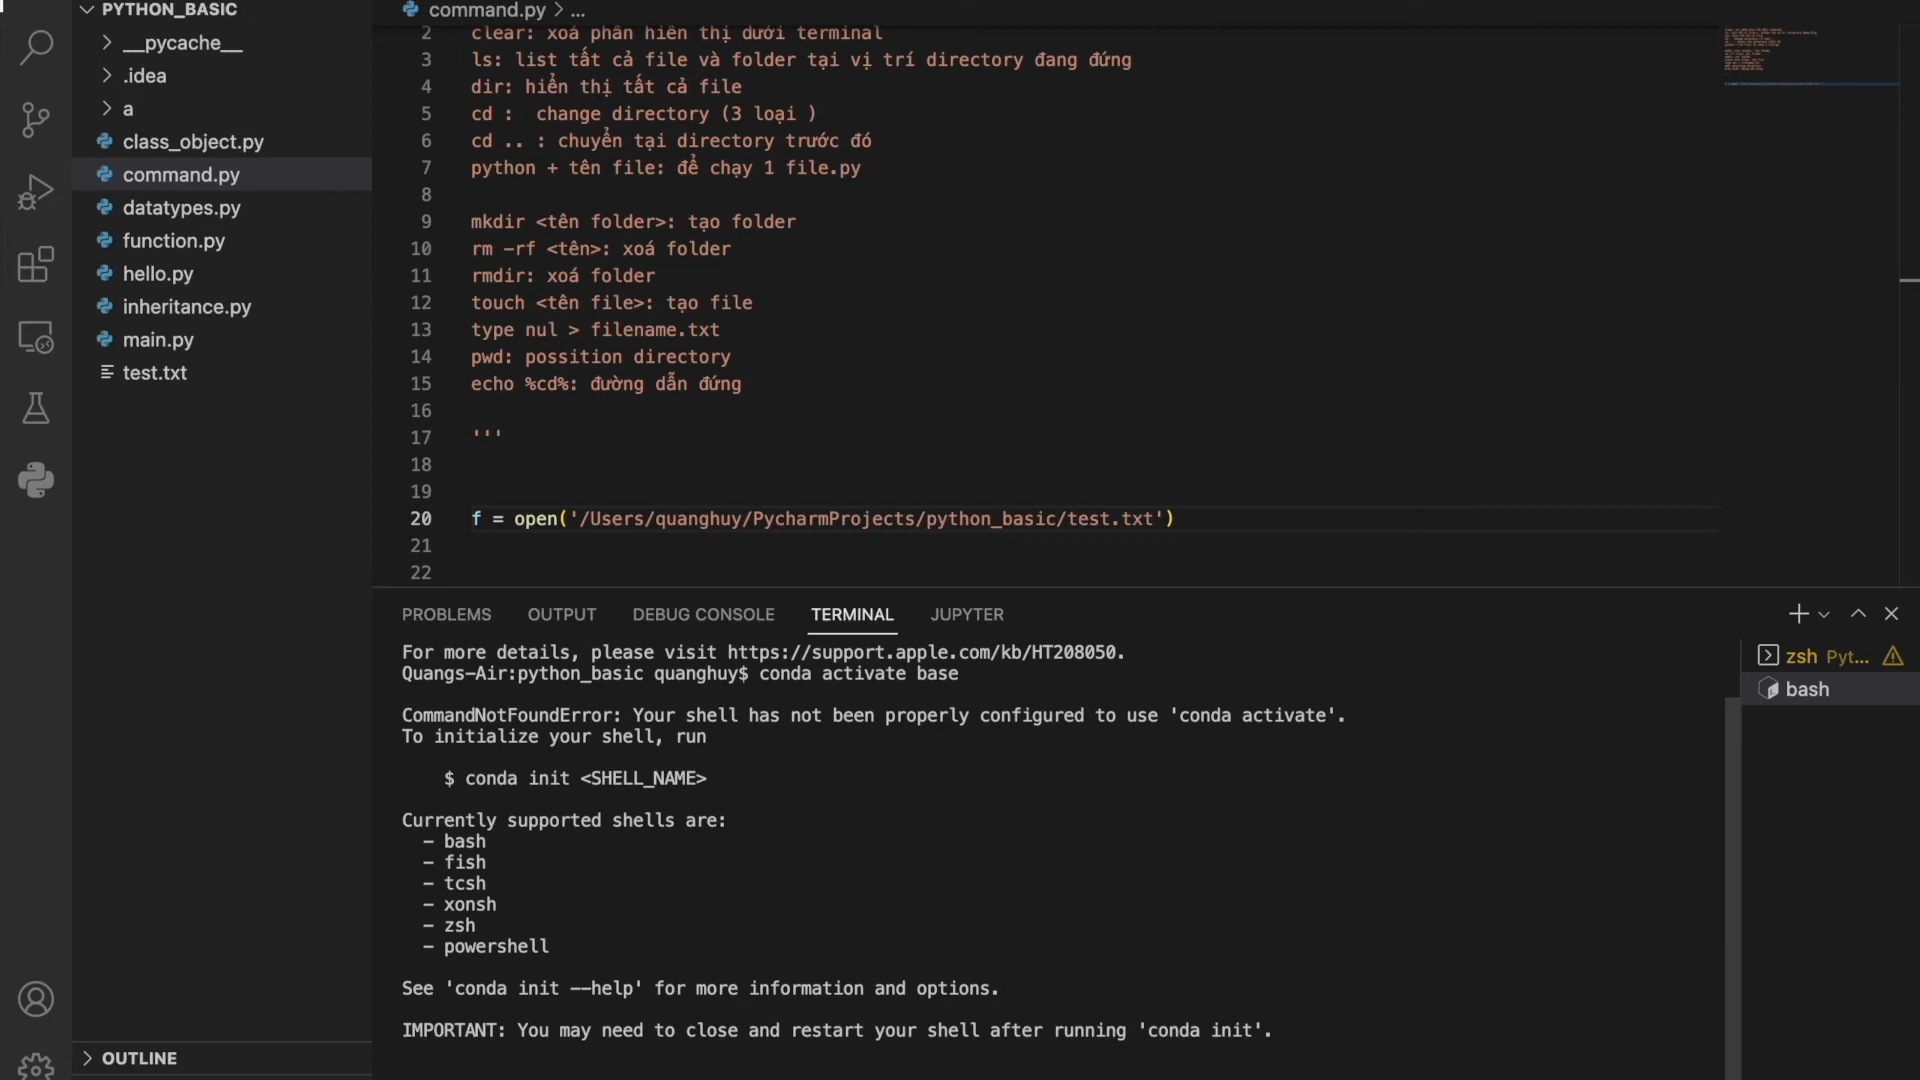 PYTHON_BASIC
__pycache__
.idea
a
class_object.py
command.py
datatypes.py
function.py
hello.py
inheritance.py
main.py
test.txt
OUTLINE
command.py > ...
2 clear: xoá phần hiển thị dưới terminal
3 ls: list tất cả file và folder tại vị trí directory đang đứng
4 dir: hiển thị tất cả file
5 cd :  change directory (3 loại )
6 cd .. : chuyển tại directory trước đó
7 python + tên file: để chạy 1 file.py
8
9 mkdir <tên folder>: tạo folder
10 rm -rf <tên>: xoá folder
11 rmdir: xoá folder
12 touch <tên file>: tạo file
13 type nul > filename.txt
14 pwd: possition directory
15 echo %cd%: đường dẫn đứng
16
17 '''
18
19
20 f = open('/Users/quanghuy/PycharmProjects/python_basic/test.txt')
21
22
PROBLEMS OUTPUT DEBUG CONSOLE TERMINAL JUPYTER
For more details, please visit https://support.apple.com/kb/HT208050.
Quangs-Air:python_basic quanghuy$ conda activate base
CommandNotFoundError: Your shell has not been properly configured to use 'conda activate'.
To initialize your shell, run
$ conda init <SHELL_NAME>
Currently supported shells are:
- bash
- fish
- tcsh
- xonsh
- zsh
- powershell
See 'conda init --help' for more information and options.
IMPORTANT: You may need to close and restart your shell after running 'conda init'.
zsh Pyt...
bash